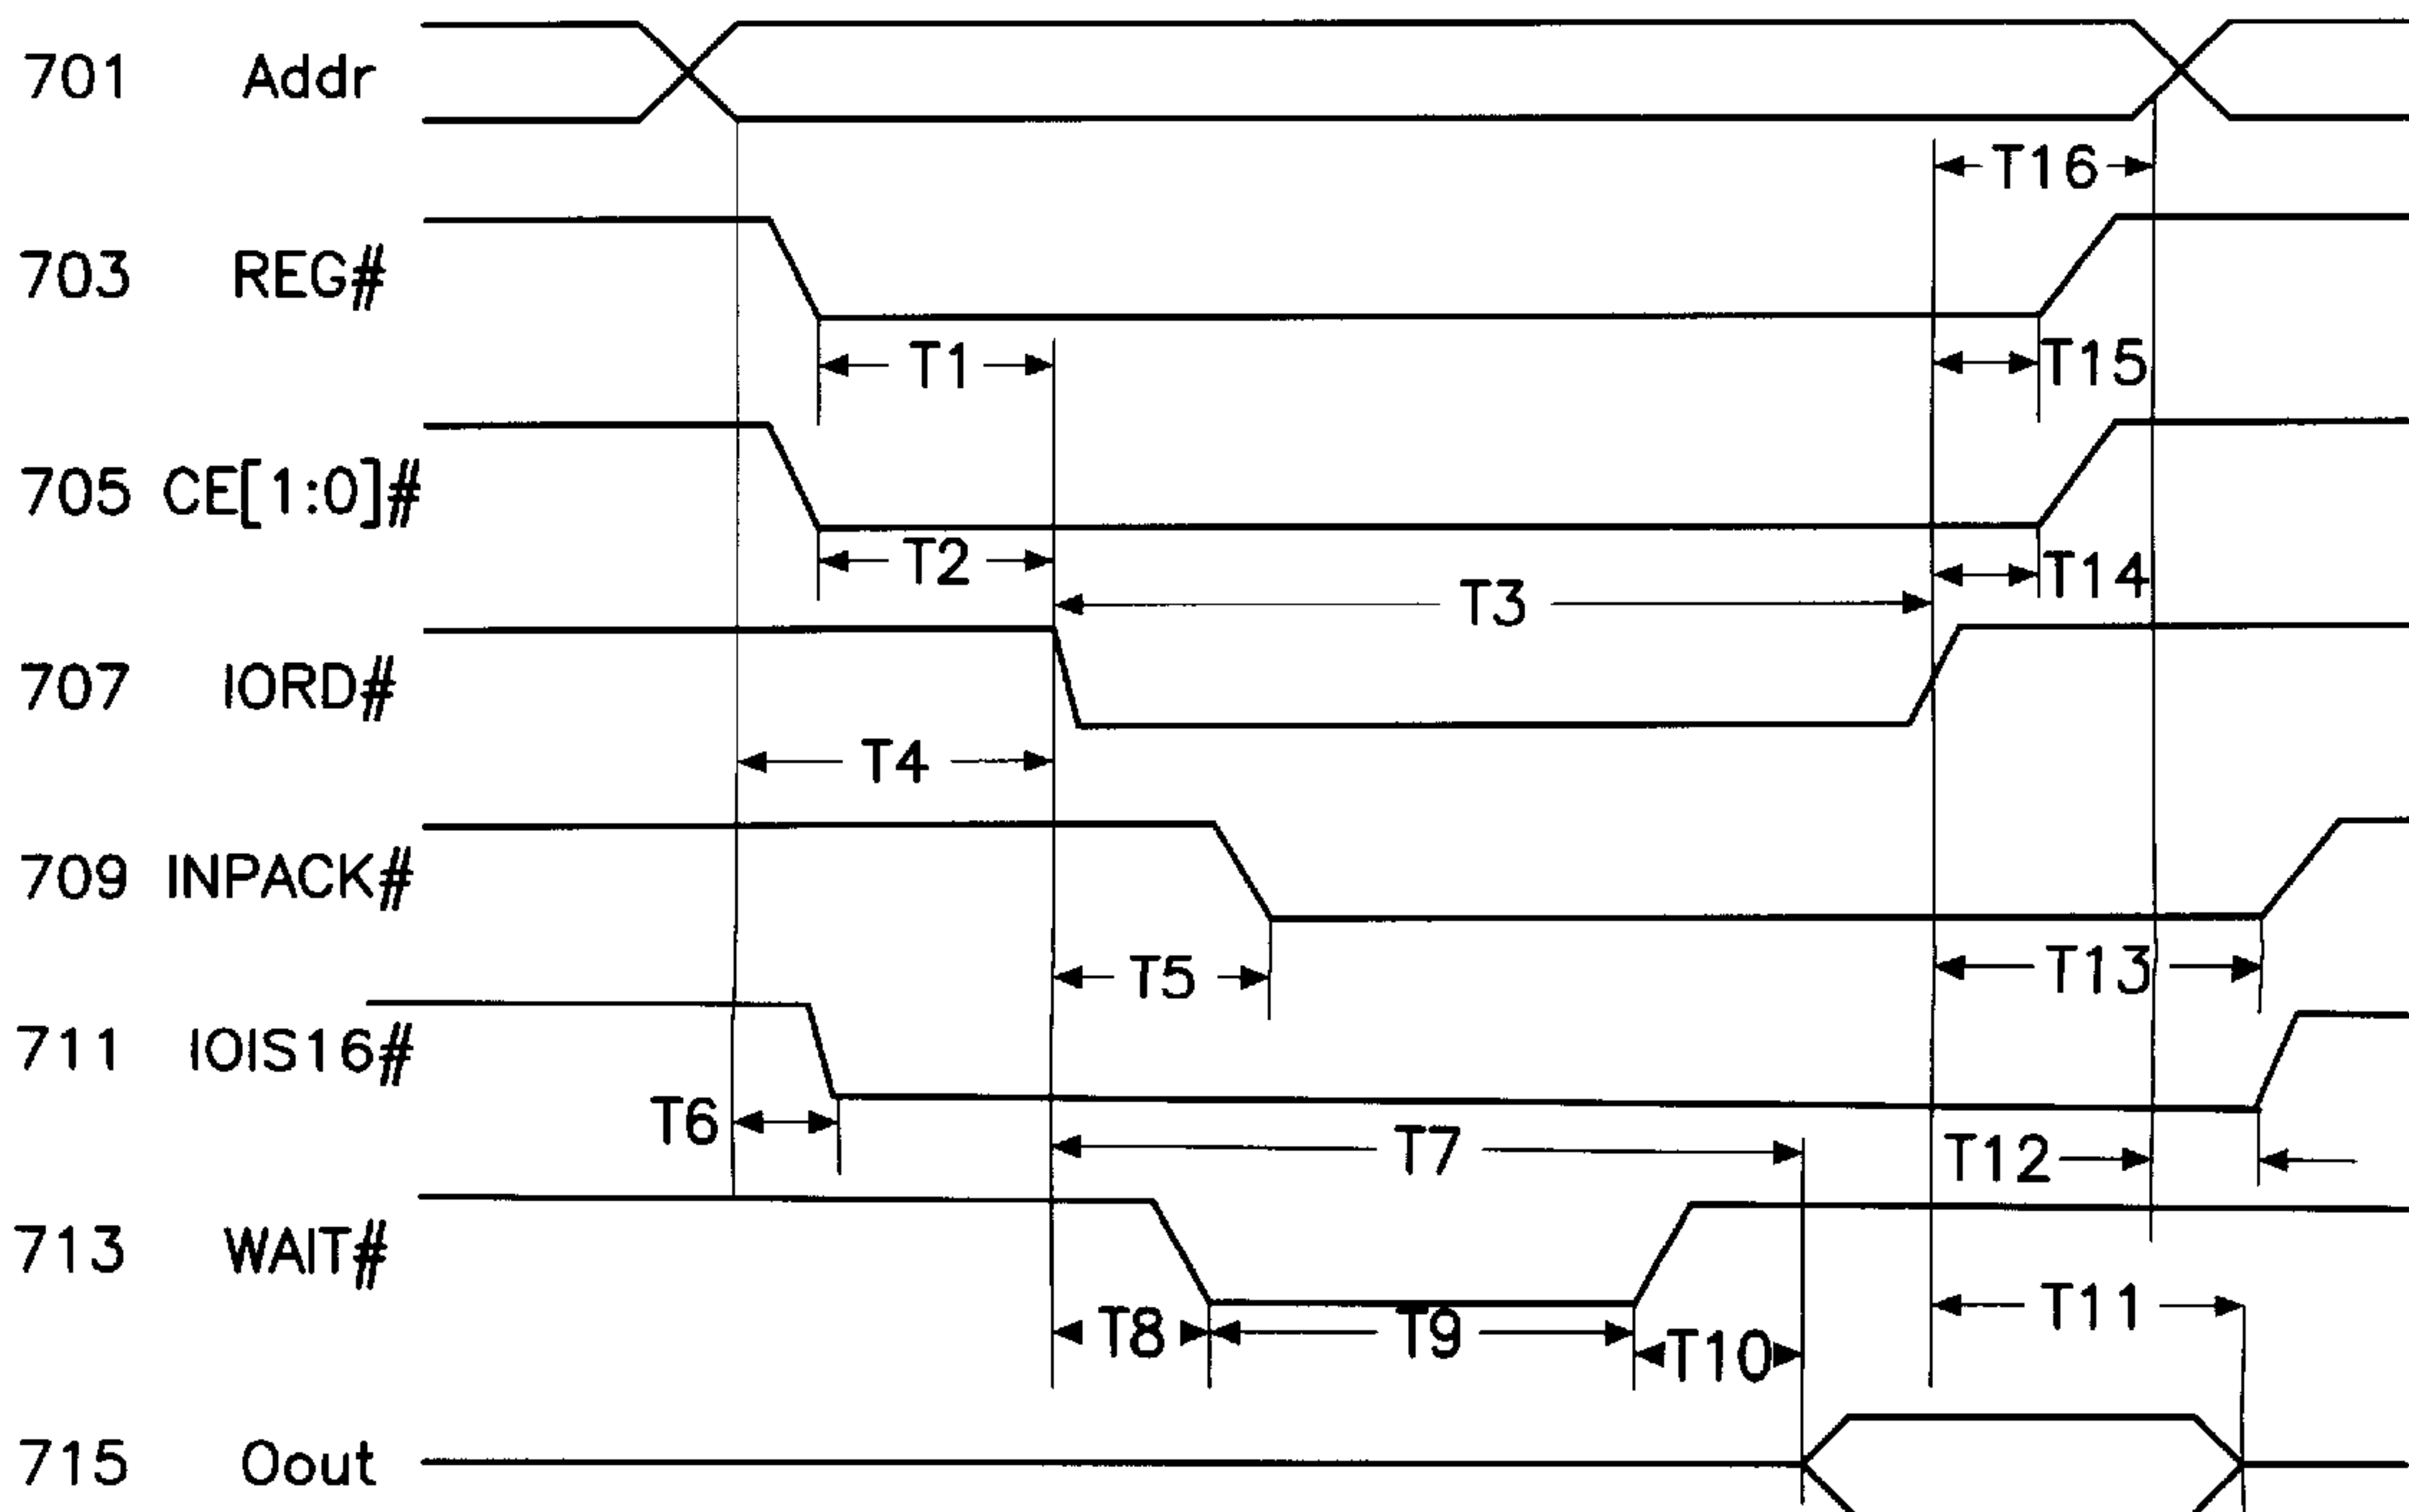 701 Addr
T16
703 REG#
T1
T15
705 CE[1:0]#
T2
T14
T3
707 IORD#
T4
709 INPACK#
T5
T13
711 IOIS16#
T6
T7
T12
713 WAIT#
T8
T9
T10
T11
715 Oout